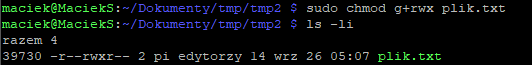 maciek@MaciekS:~/Dokumenty/tmp/tmp2 $ sudo chmod g+rwx plik.txt
maciek@MaciekS:~/Dokumenty/tmp/tmp2 $ ls -li
razem 4
39730 -r--rwxr-- 2 pi edytorzy 14 wrz 26 05:07 plik.txt